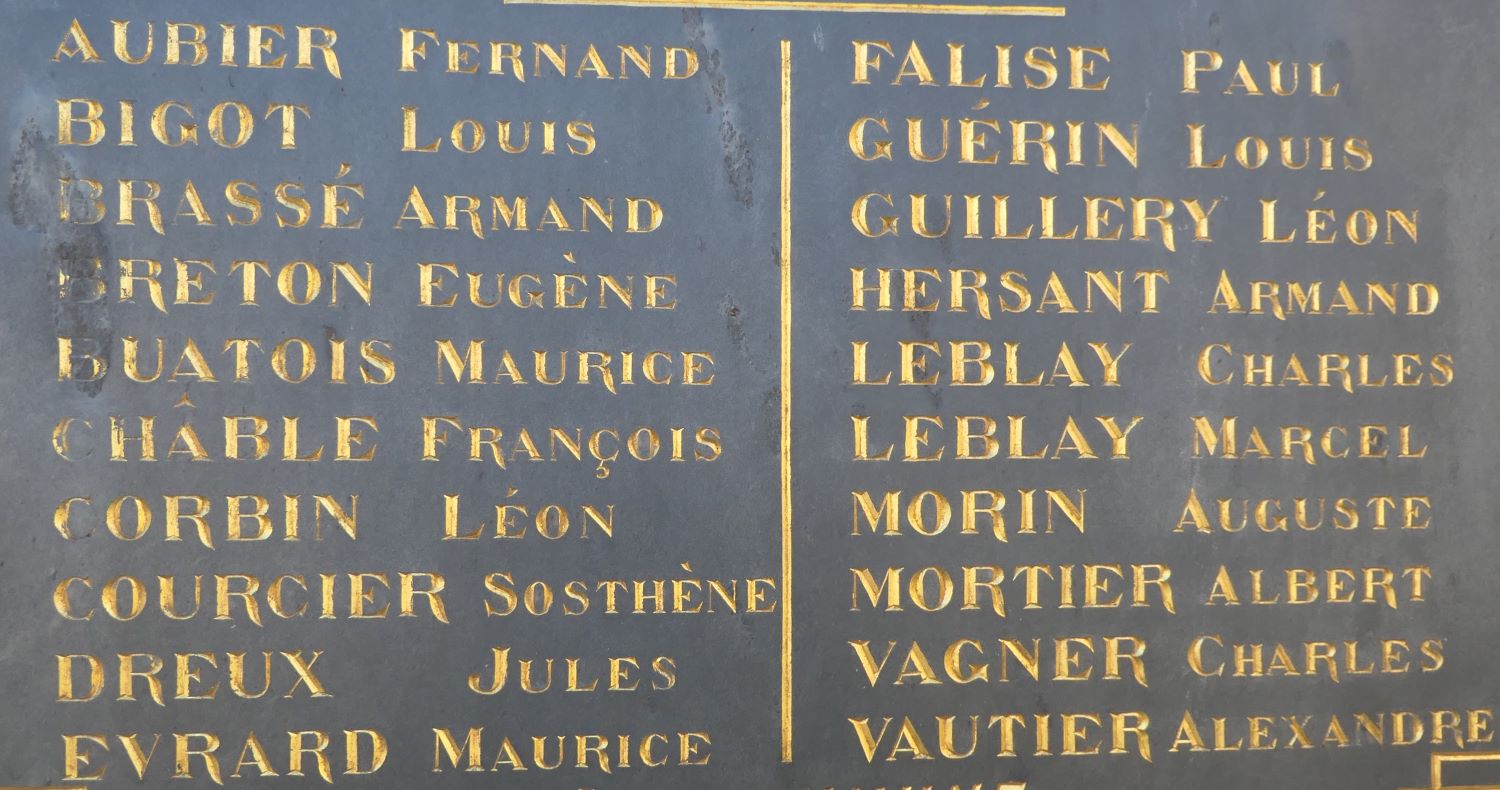 AUBIER FERNAND
BIGOT LOUIS
BRASSÉ ARMAND
BRETON EUGÈNE
BUATOIS MAURICE
CHÂBLE FRANÇOIS
CORBIN LÉON
COURCIER SOSTHÈNE
DREUX JULES
EVRARD MAURICE
FALISE PAUL
GUÉRIN LOUIS
GUILLERY LÉON
HERSANT ARMAND
LEBLAY CHARLES
LEBLAY MARCEL
MORIN AUGUSTE
MORTIER ALBERT
VAGNER CHARLES
VAUTIER ALEXANDRE